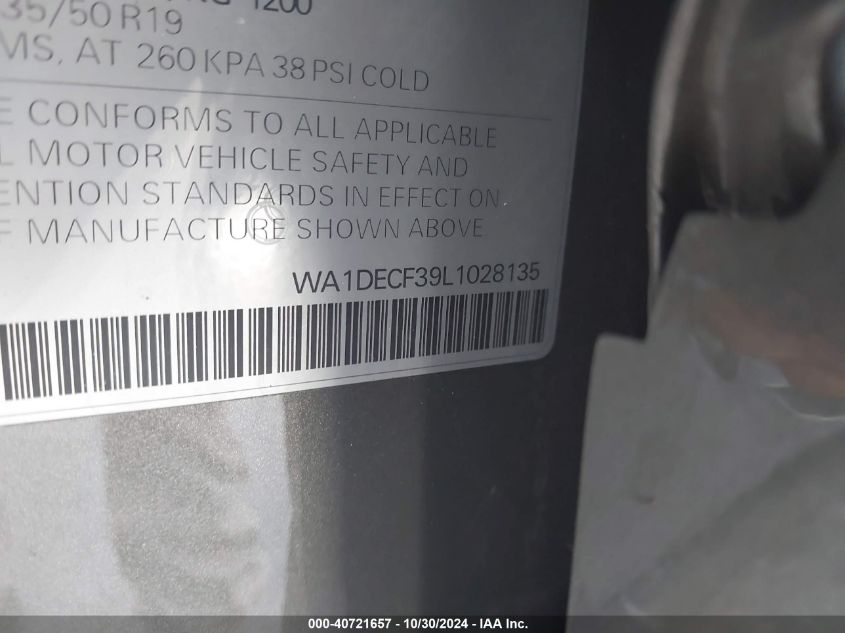 1200
35/50 R19
MS, AT 260 KPA 38 PSI COLD
E CONFORMS TO ALL APPLICABLE
L MOTOR VEHICLE SAFETY AND
ENTION STANDARDS IN EFFECT ON
F MANUFACTURE SHOWN ABOVE
WA1DECF39L1028135
000-40721657 - 10/30/2024 - IAA Inc.